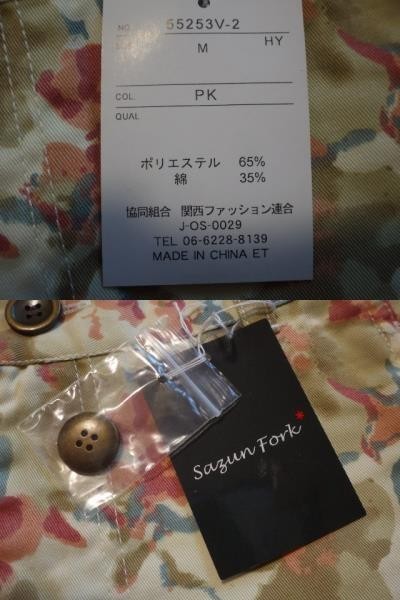 NO. 55253V-2
M HY
COL. PK
QUAL
ポリエステル 65%
綿 35%
協同組合 関西ファッション連合
J-OS-0029
TEL 06-6228-8139
MADE IN CHINA ET
Sazun Fork*